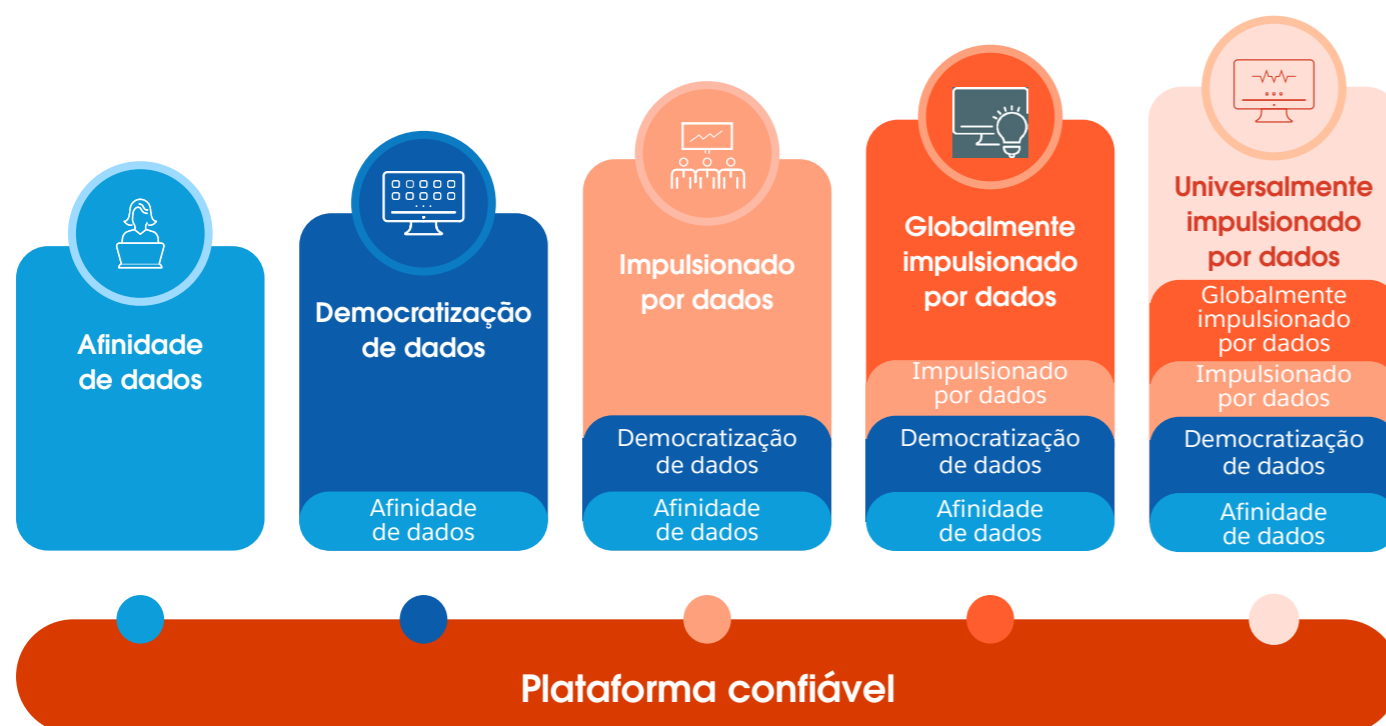 Afinidade
de dados
Democratização
de dados
Afinidade
de dados
Impulsionado
por dados
Democratização
de dados
Afinidade
de dados
Globalmente
impulsionado
por dados
Impulsionado
por dados
Democratização
de dados
Afinidade
de dados
Universalmente
impulsionado
por dados
Globalmente
impulsionado
por dados
Impulsionado
por dados
Democratização
de dados
Afinidade
de dados
Plataforma confiável